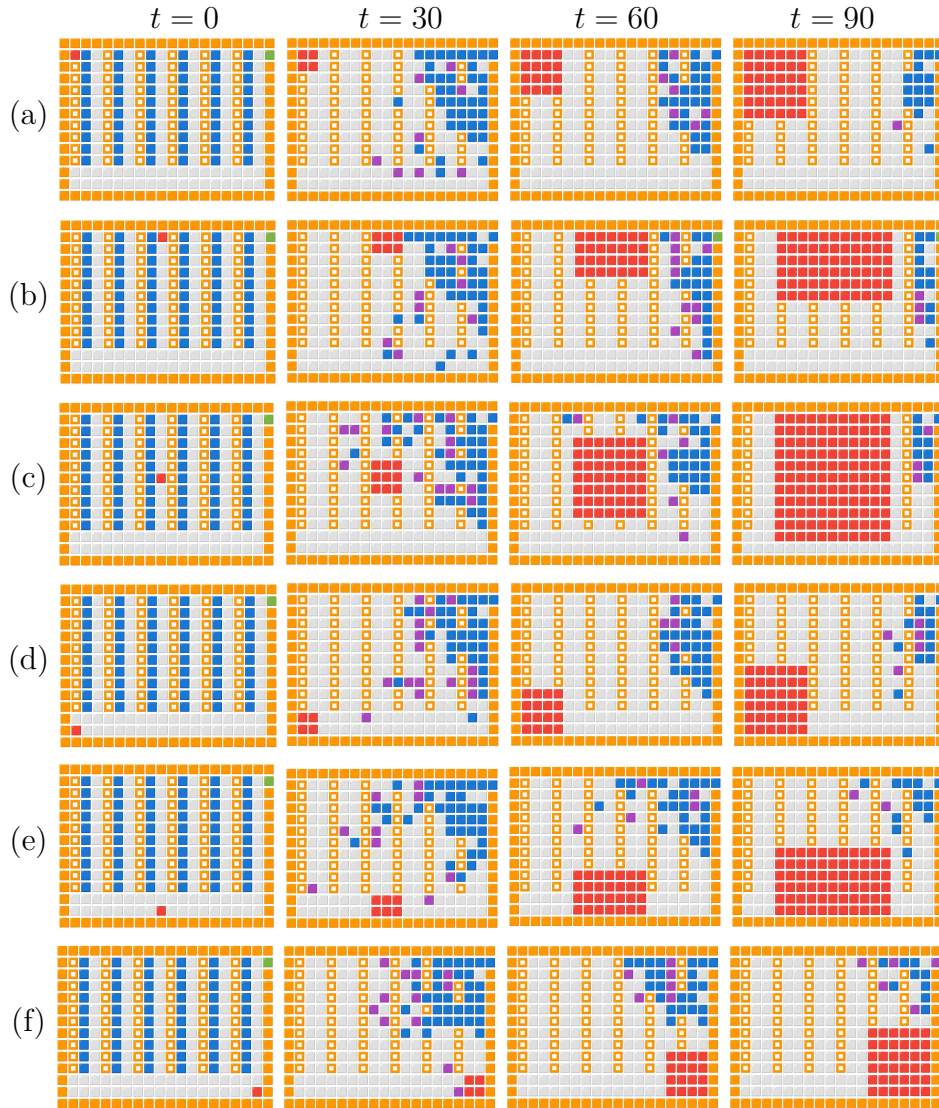 t = 0 t = 30 t = 60 t = 90
(a)
(b)
(c)
(d)
(e)
(f)